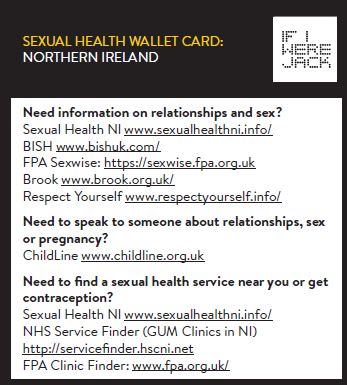 SEXUAL HEALTH WALLET CARD:
NORTHERN IRELAND
IF I
WERE
JACK
Need information on relationships and sex?
Sexual Health NI www.sexualhealthni.info/
BISH www.bishuk.com/
FPA Sexwise: https://sexwise.fpa.org.uk
Brook www.brook.org.uk/
Respect Yourself www.respectyourself.info/
Need to speak to someone about relationships, sex
or pregnancy?
ChildLine www.childline.org.uk
Need to find a sexual health service near you or get
contraception?
Sexual Health NI www.sexualhealthni.info/
NHS Service Finder (GUM Clinics in NI)
http://servicefinder.hscni.net
FPA Clinic Finder: www.fpa.org.uk/